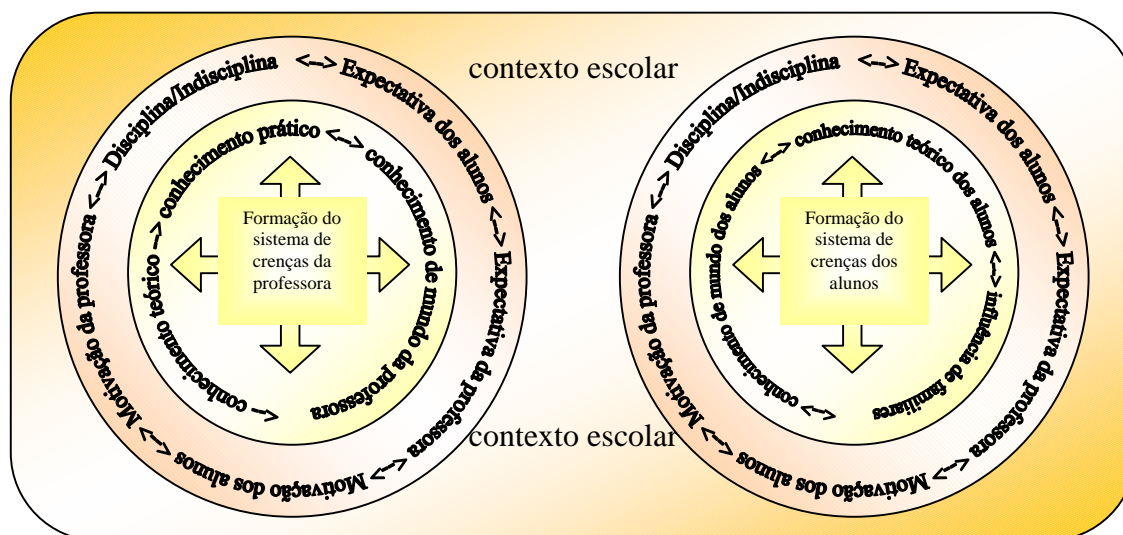 contexto escolar
Disciplina/Indisciplina <--> Expectativa dos alunos <--> Expectativa da professora <--> Motivação dos alunos <--> Motivação da professora <-->
conhecimento teórico --> conhecimento prático <--> conhecimento de mundo da professora <--
Formação do
sistema de
crenças da
professora
Disciplina/Indisciplina <--> Expectativa dos alunos <--> Expectativa da professora <--> Motivação dos alunos <--> Motivação da professora <-->
conhecimento de mundo dos alunos <--> conhecimento teórico dos alunos <--> influência de familiares <-->
Formação do
sistema de
crenças dos
alunos
contexto escolar